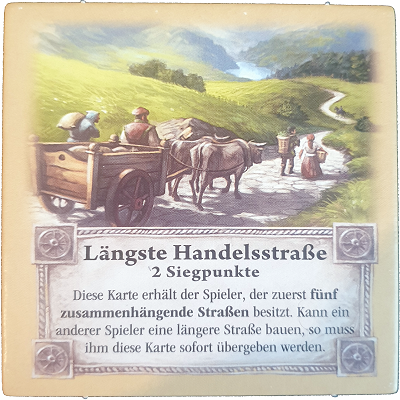 Längste Handelsstraße
2 Siegpunkte
Diese Karte erhält der Spieler, der zuerst fünf
zusammenhängende Straßen besitzt. Kann ein
anderer Spieler eine längere Straße bauen, so muss
ihm diese Karte sofort übergeben werden.